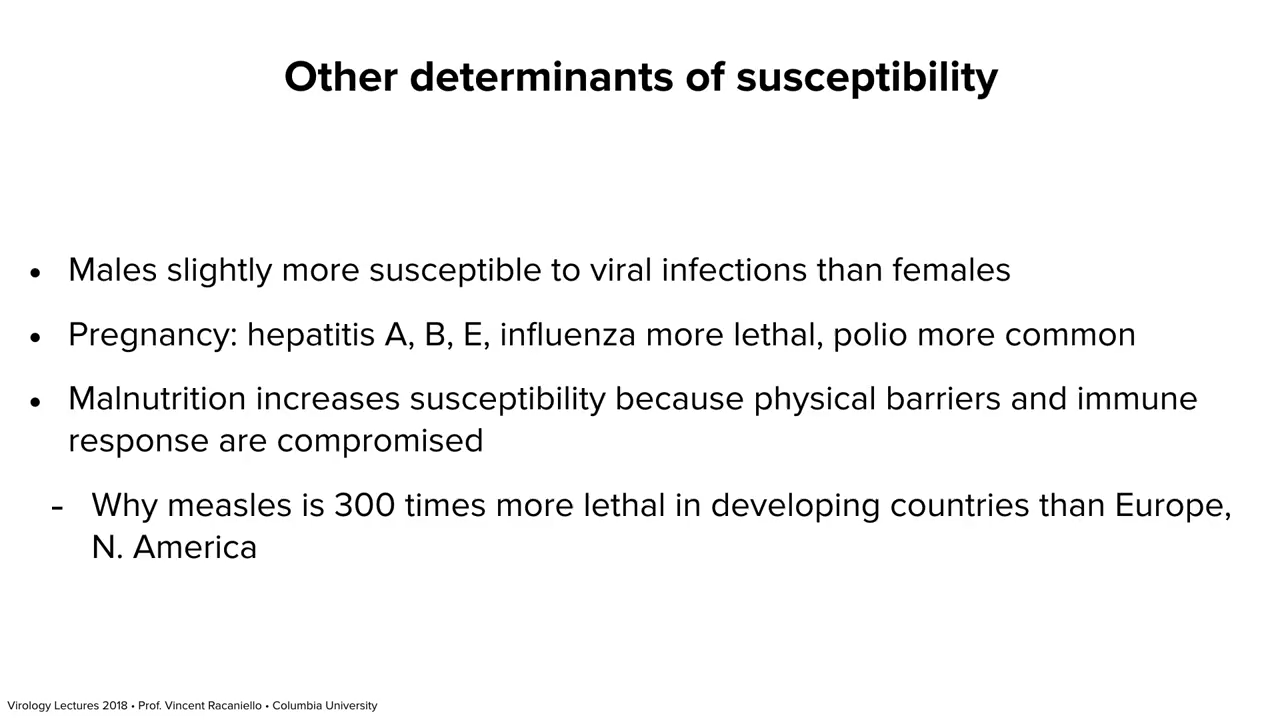 Other determinants of susceptibility
• Males slightly more susceptible to viral infections than females
• Pregnancy: hepatitis A, B, E, influenza more lethal, polio more common
• Malnutrition increases susceptibility because physical barriers and immune
response are compromised
- Why measles is 300 times more lethal in developing countries than Europe,
N. America
Virology Lectures 2018 • Prof. Vincent Racaniello • Columbia University